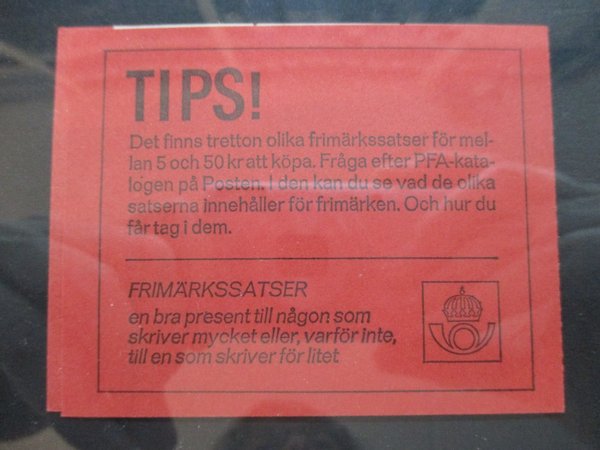 TIPS!
Det finns tretton olika frimärkssatser för mel-
lan 5 och 50 kr att köpa. Fråga efter PFA-kata-
logen på Posten. I den kan du se vad de olika
satserna innehåller för frimärken. Och hur du
får tag i dem.
FRIMÄRKSSATSER
en bra present till någon som
skriver mycket eller, varför inte,
till en som skriver för litet